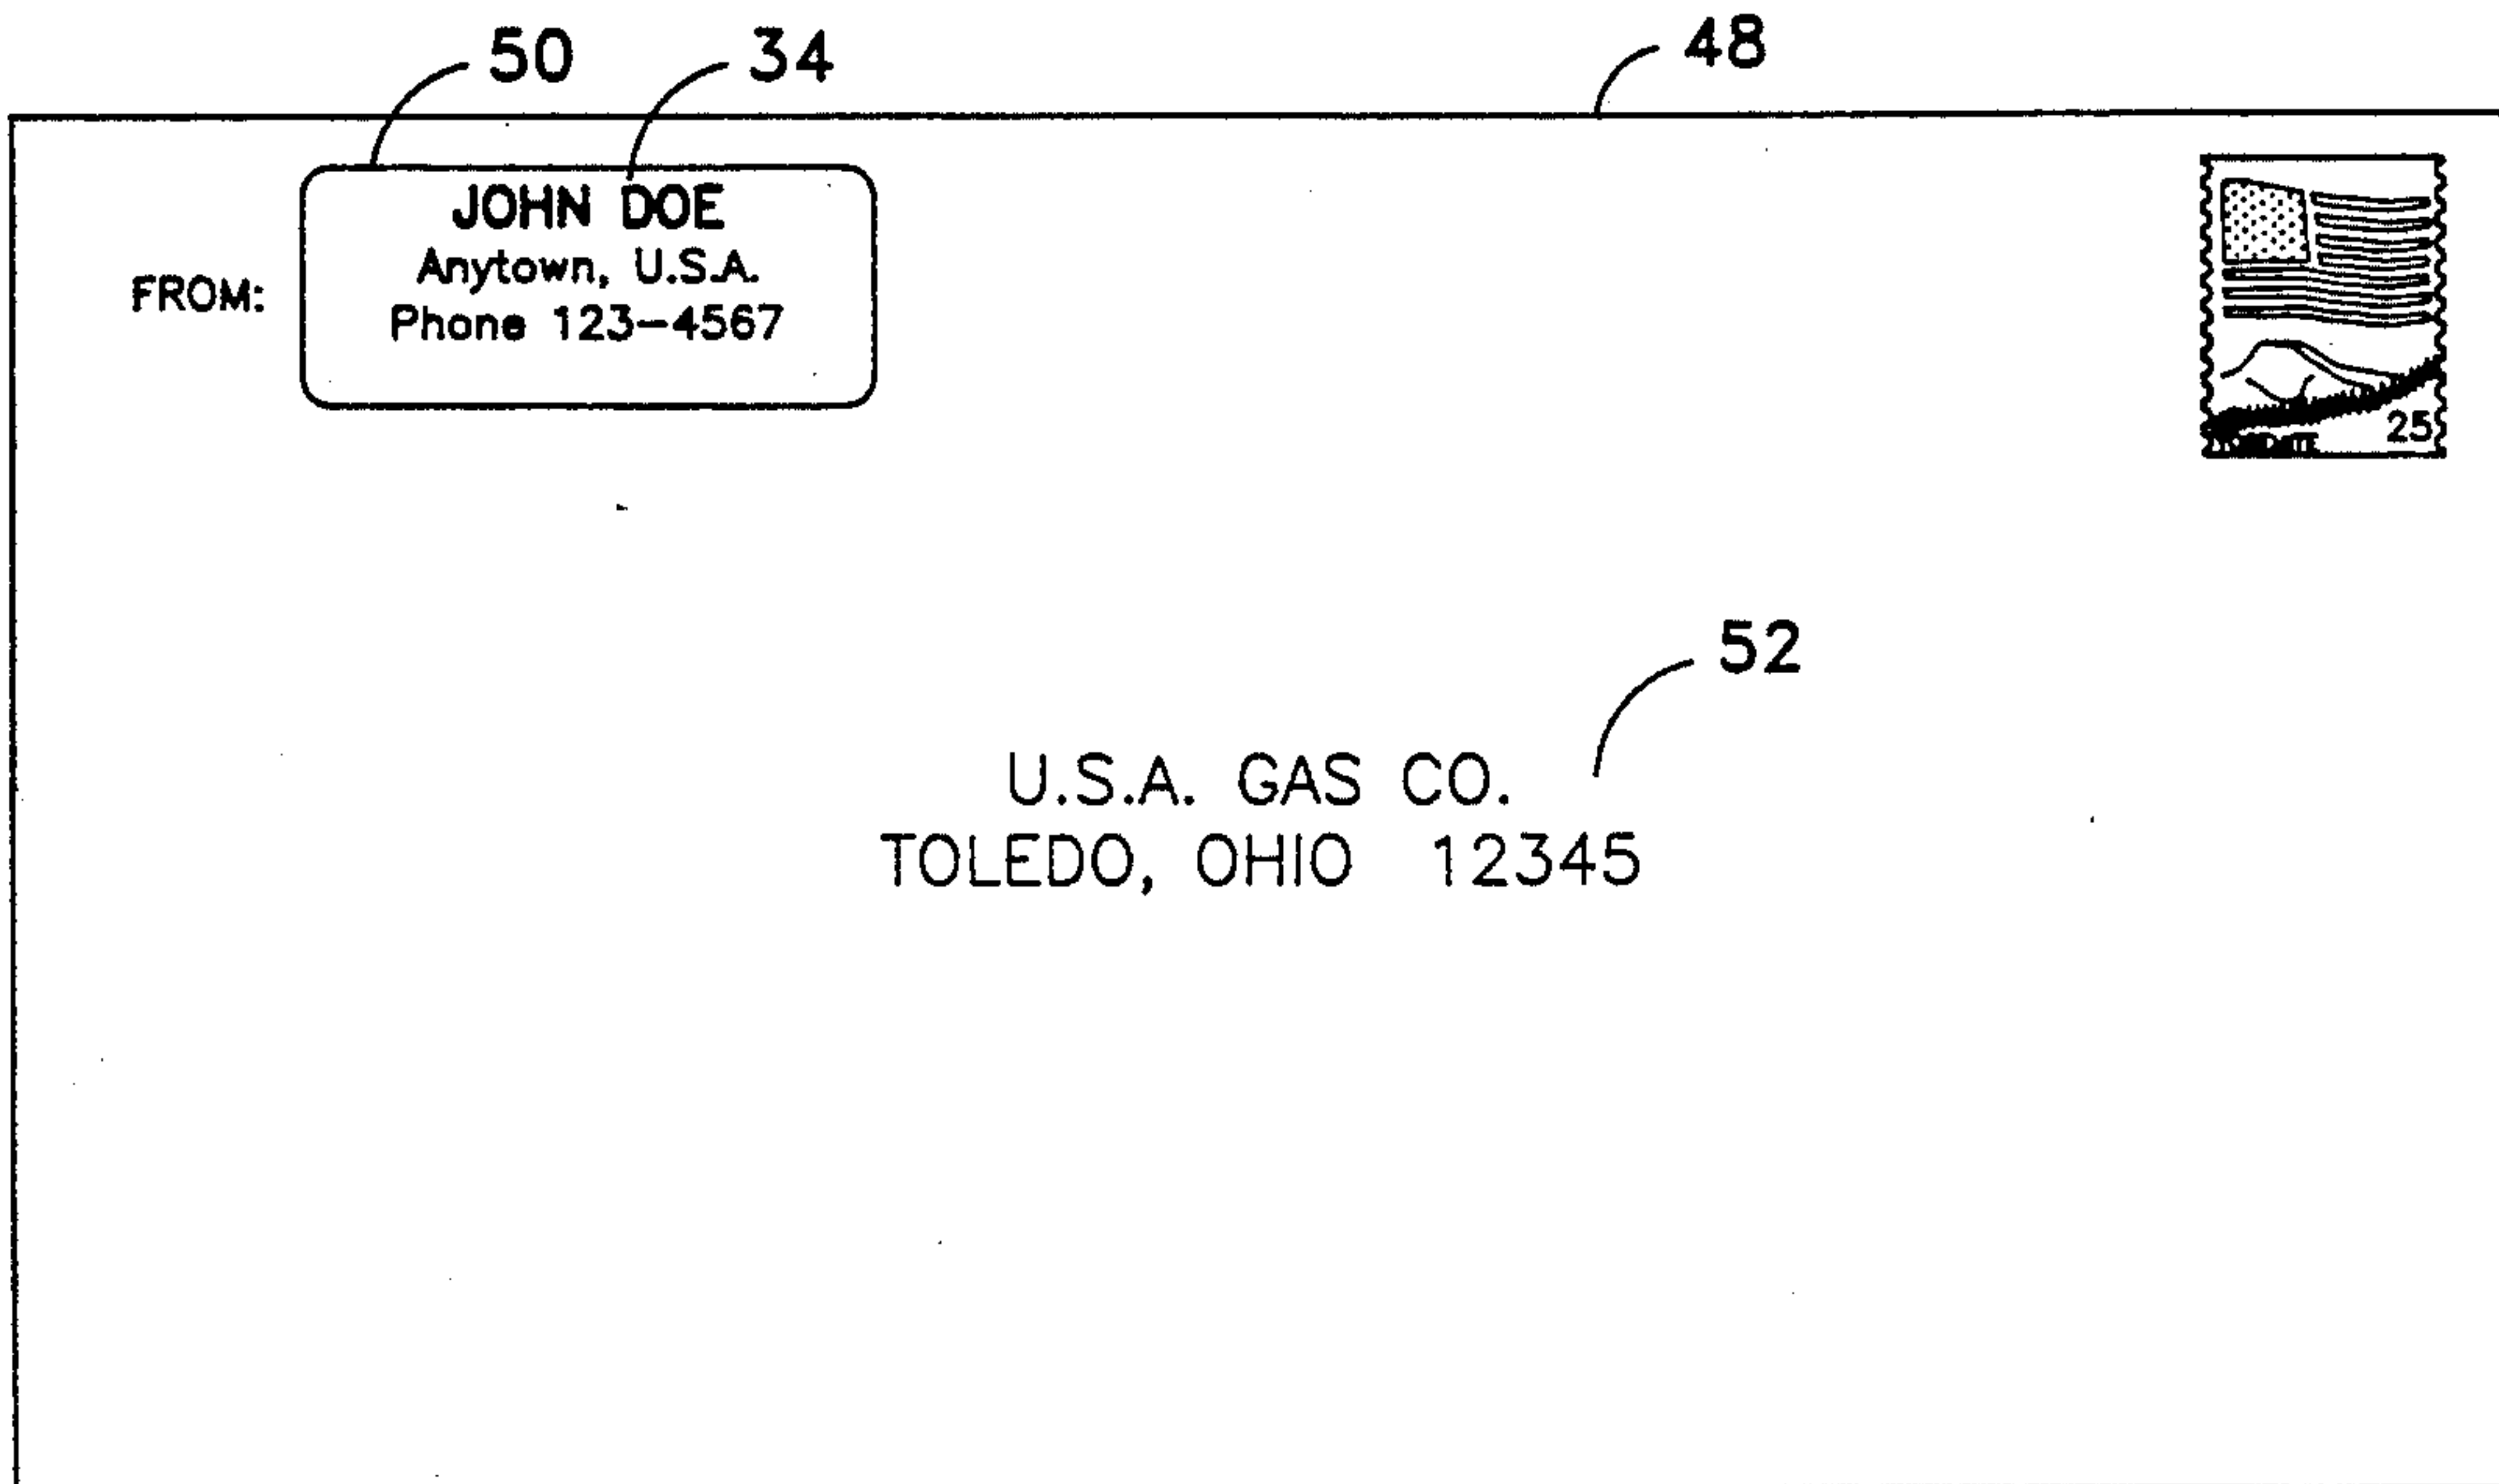 50 34 48
JOHN DOE
Anytown, U.S.A.
FROM:
Phone 123-4567
25
52
U.S.A. GAS CO.
TOLEDO, OHIO 12345